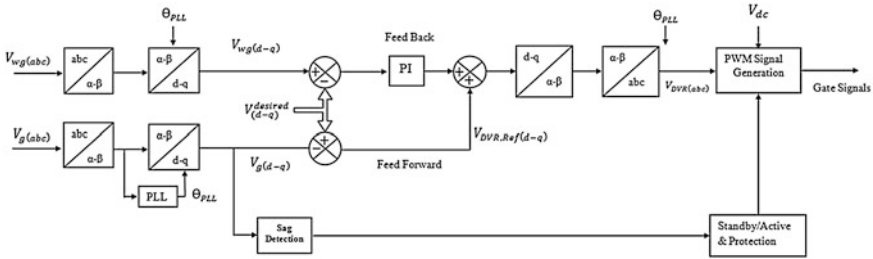 Θ_PLL
Θ_PLL
V_dc
V_wg(abc)
abc
α-β
α-β
d-q
V_wg(d-q)
Feed Back
+
-
PI
+
+
d-q
α-β
α-β
abc
V_DVR(abc)
PWM Signal
Generation
Gate Signals
V^desired_(d-q)
V_g(abc)
abc
α-β
α-β
d-q
V_g(d-q)
+
-
Feed Forward
V_DVR,Ref(d-q)
PLL
Θ_PLL
Sag
Detection
Standby/Active
& Protection